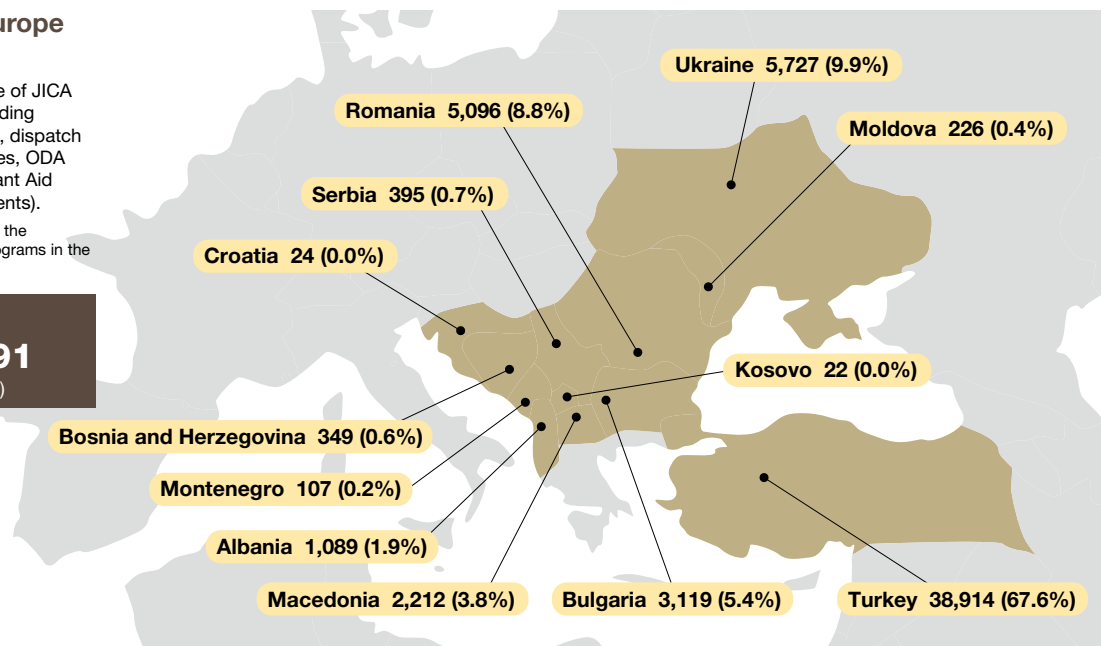 urope
e of JICA
ding
, dispatch
es, ODA
ant Aid
ents).
the
ograms in the
91
)
Ukraine 5,727 (9.9%)
Romania 5,096 (8.8%)
Moldova 226 (0.4%)
Serbia 395 (0.7%)
Croatia 24 (0.0%)
Kosovo 22 (0.0%)
Bosnia and Herzegovina 349 (0.6%)
Montenegro 107 (0.2%)
Albania 1,089 (1.9%)
Macedonia 2,212 (3.8%)
Bulgaria 3,119 (5.4%)
Turkey 38,914 (67.6%)